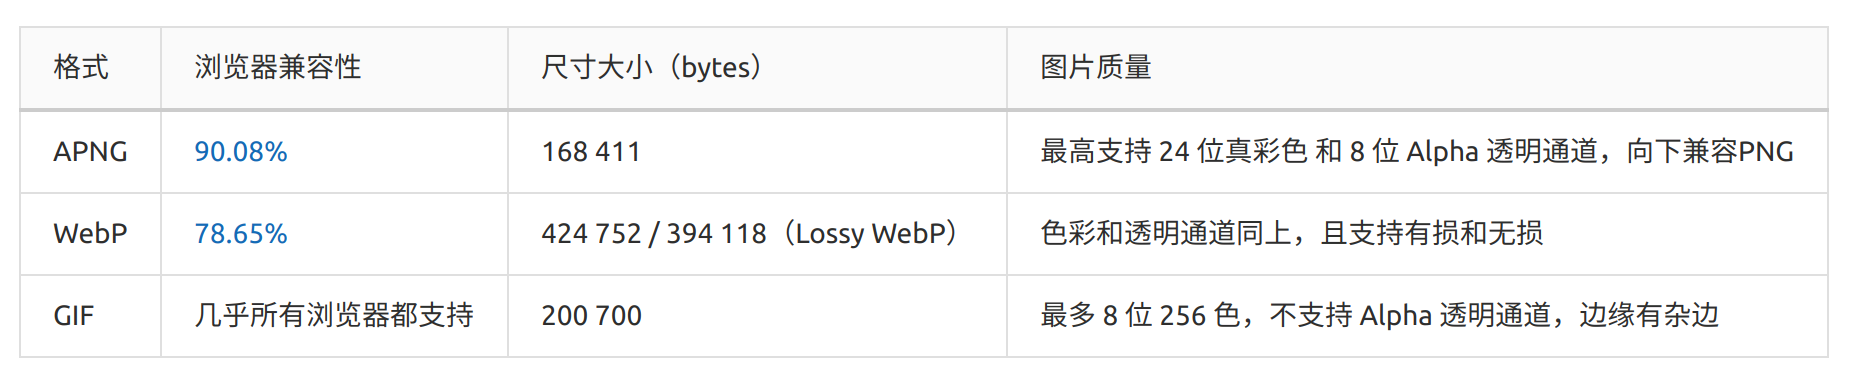 格式 浏览器兼容性 尺寸大小（bytes） 图片质量
APNG 90.08% 168 411 最高支持 24 位真彩色 和 8 位 Alpha 透明通道，向下兼容PNG
WebP 78.65% 424 752 / 394 118（Lossy WebP） 色彩和透明通道同上，且支持有损和无损
GIF 几乎所有浏览器都支持 200 700 最多 8 位 256 色，不支持 Alpha 透明通道，边缘有杂边